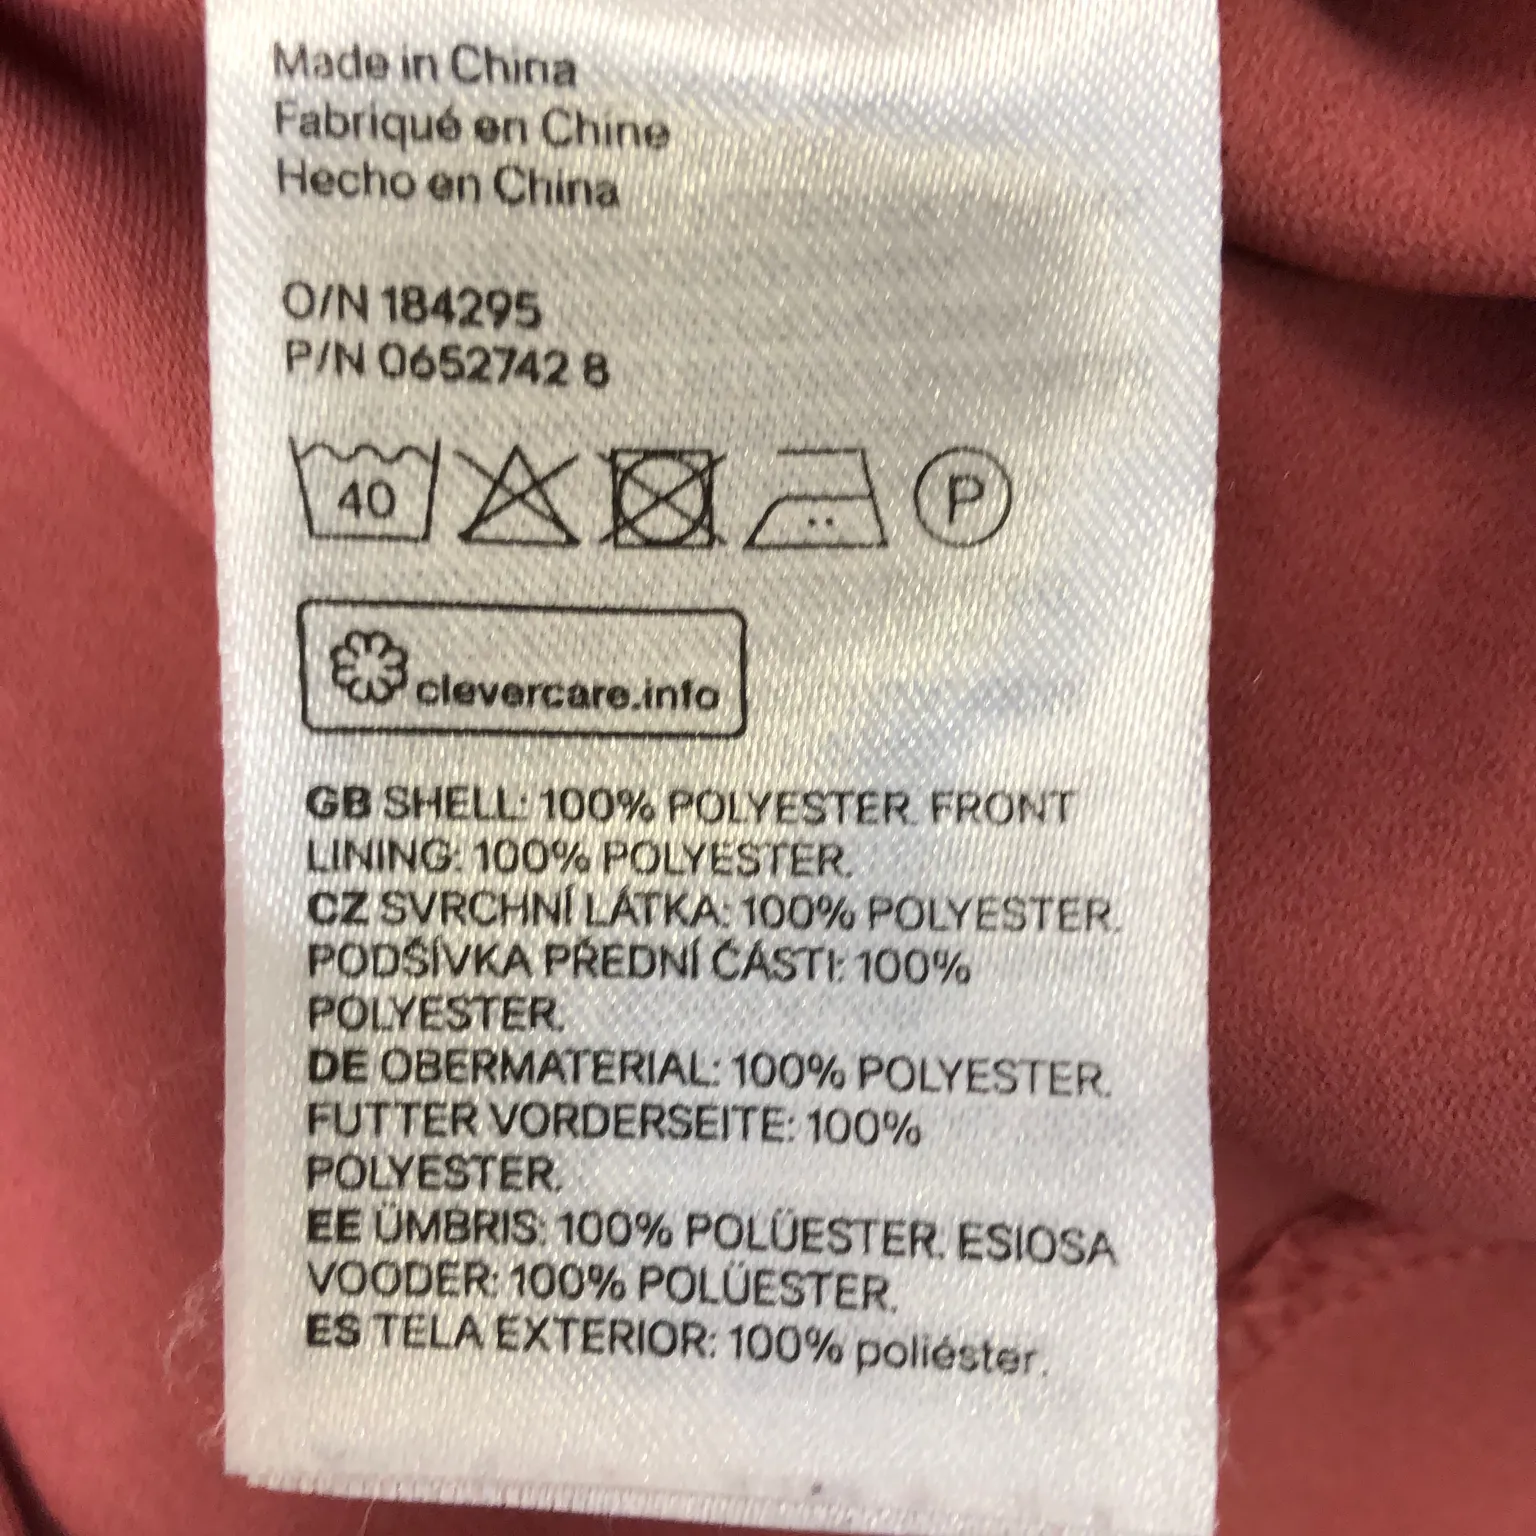 Made in China
Fabriqué en Chine
Hecho en China
O/N 184295
P/N 0652742 8
40
P
clevercare.info
GB SHELL: 100% POLYESTER. FRONT
LINING: 100% POLYESTER.
CZ SVRCHNÍ LÁTKA: 100% POLYESTER.
PODŠÍVKA PŘEDNÍ ČÁSTI: 100%
POLYESTER.
DE OBERMATERIAL: 100% POLYESTER.
FUTTER VORDERSEITE: 100%
POLYESTER.
EE ÜMBRIS: 100% POLÜESTER. ESIOSA
VOODER: 100% POLÜESTER.
ES TELA EXTERIOR: 100% poliéster.